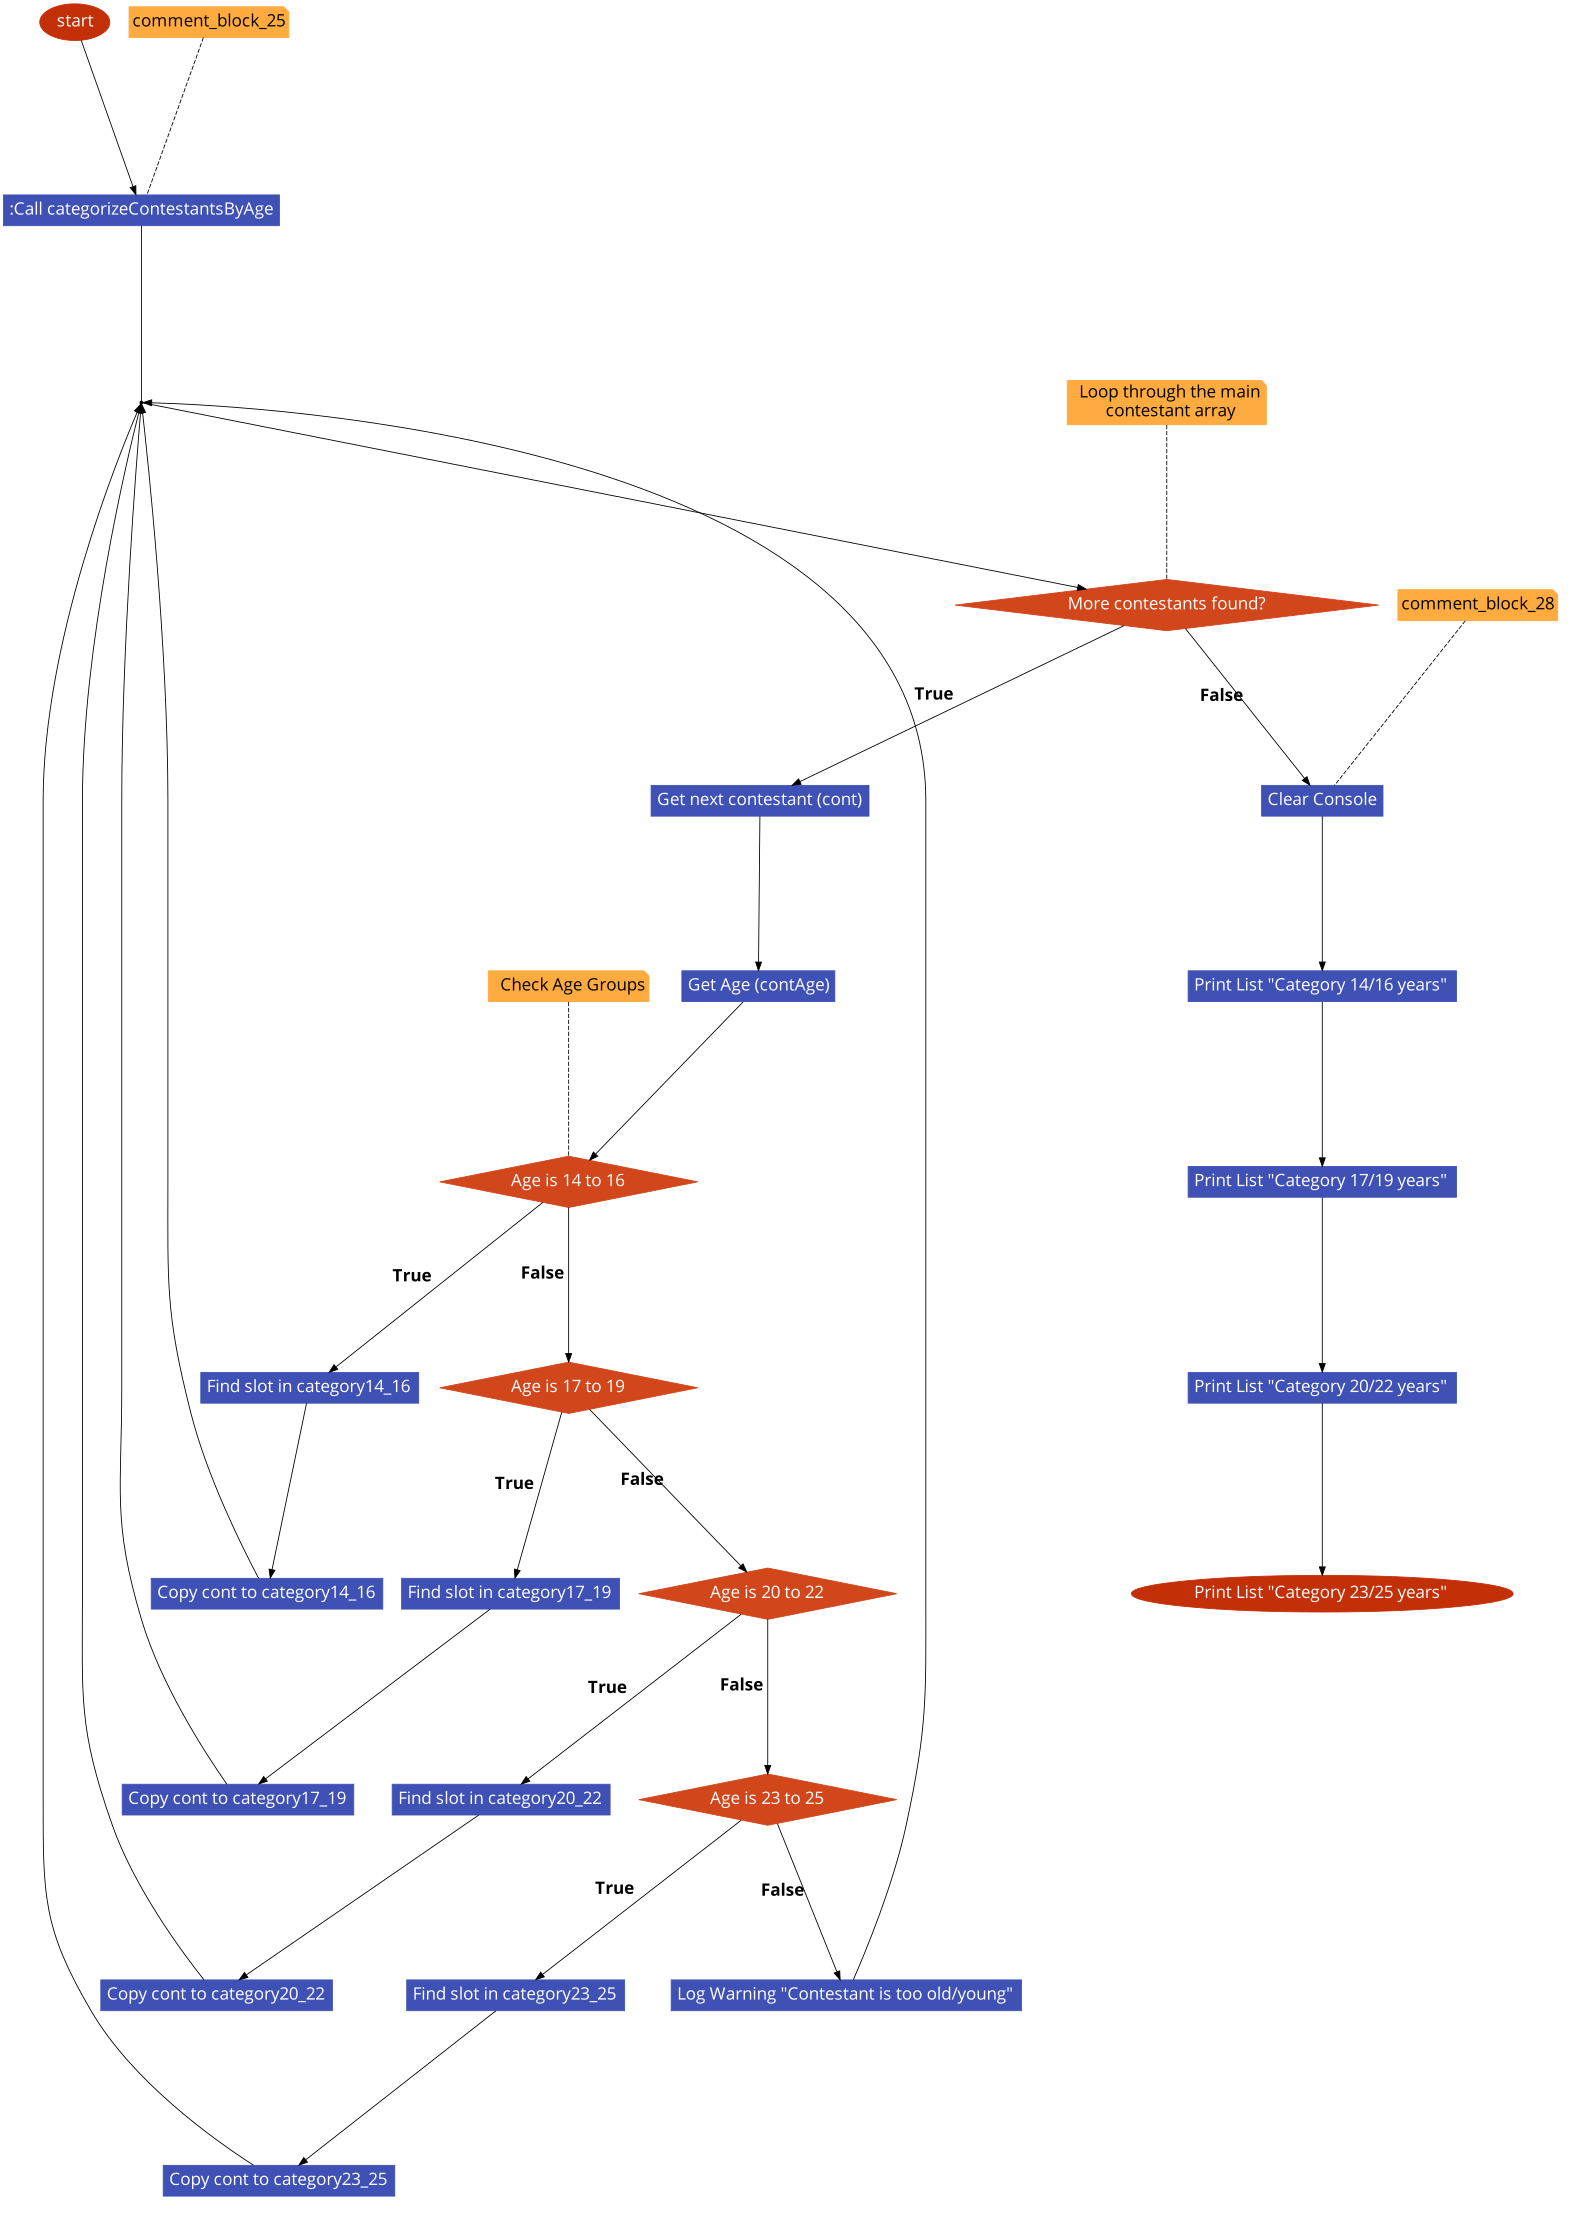 start
comment_block_25
:Call categorizeContestantsByAge
Loop through the main
contestant array
More contestants found?
comment_block_28
True
False
Get next contestant (cont)
Clear Console
Check Age Groups
Get Age (contAge)
Print List "Category 14/16 years"
Age is 14 to 16
Print List "Category 17/19 years"
True
False
Find slot in category14_16
Age is 17 to 19
Print List "Category 20/22 years"
True
False
Copy cont to category14_16
Find slot in category17_19
Age is 20 to 22
Print List "Category 23/25 years"
True
False
Copy cont to category17_19
Find slot in category20_22
Age is 23 to 25
True
False
Copy cont to category20_22
Find slot in category23_25
Log Warning "Contestant is too old/young"
Copy cont to category23_25